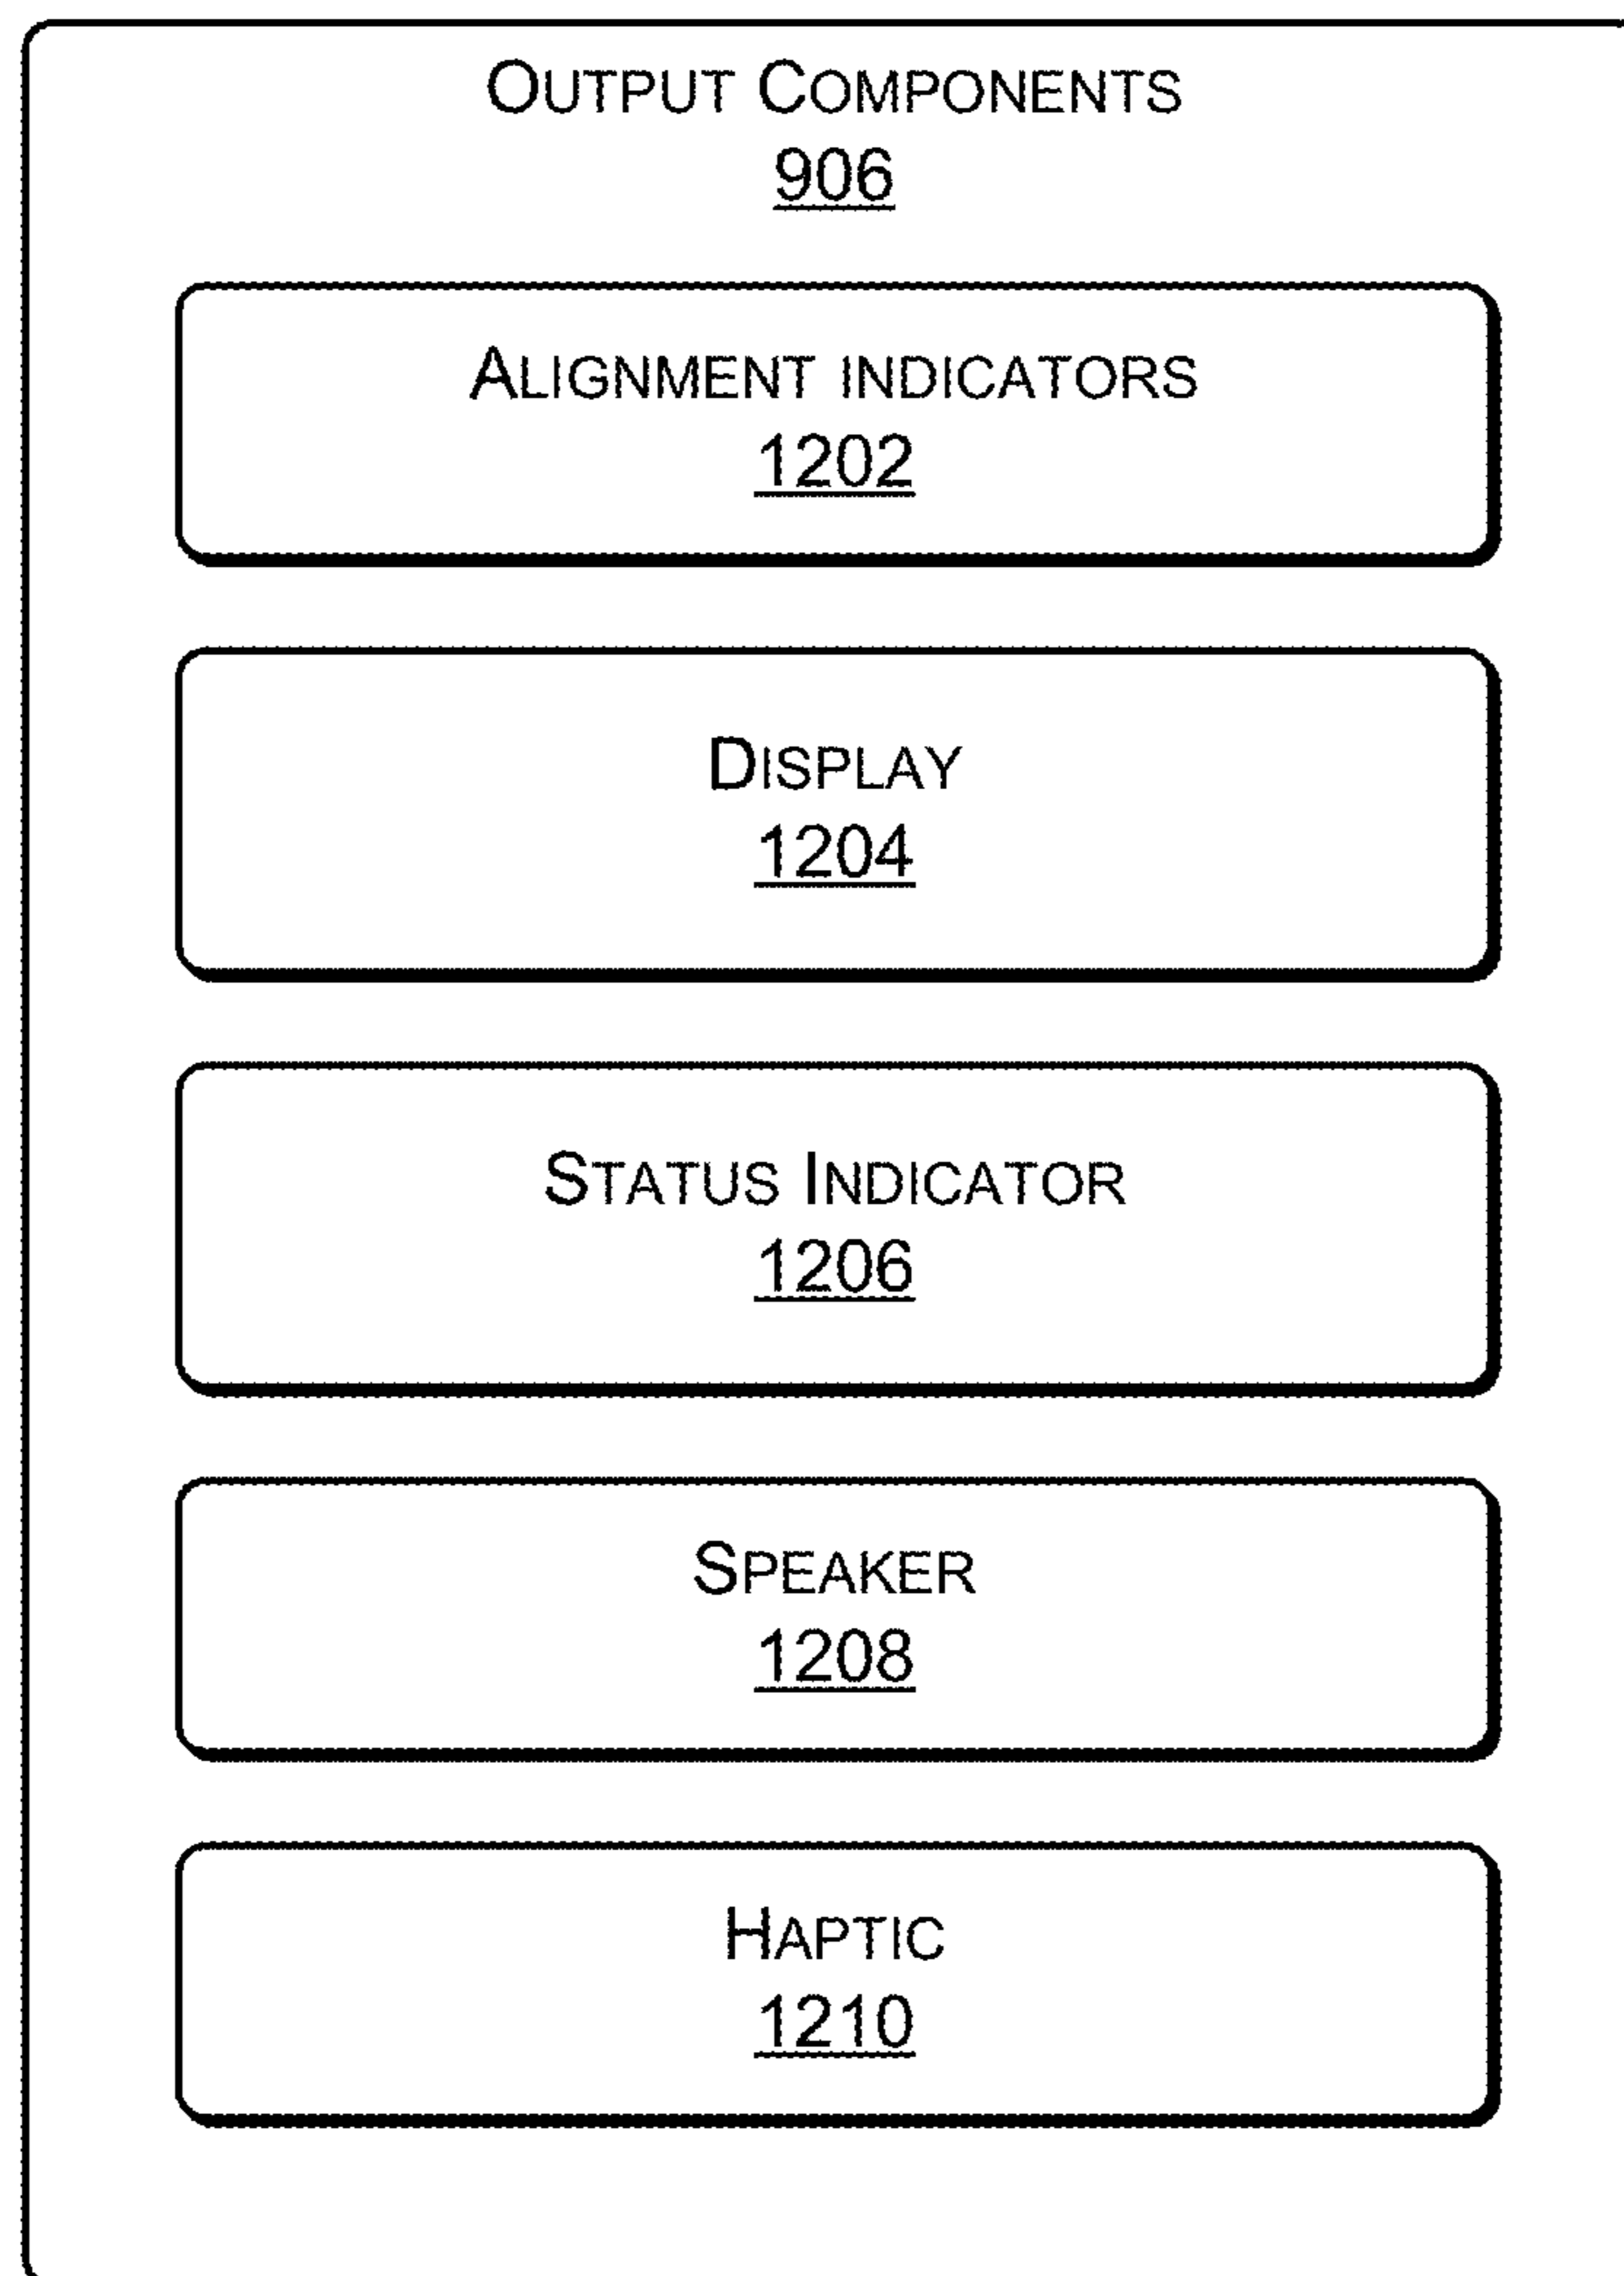 OUTPUT COMPONENTS
906
ALIGNMENT INDICATORS
1202
DISPLAY
1204
STATUS INDICATOR
1206
SPEAKER
1208
HAPTIC
1210